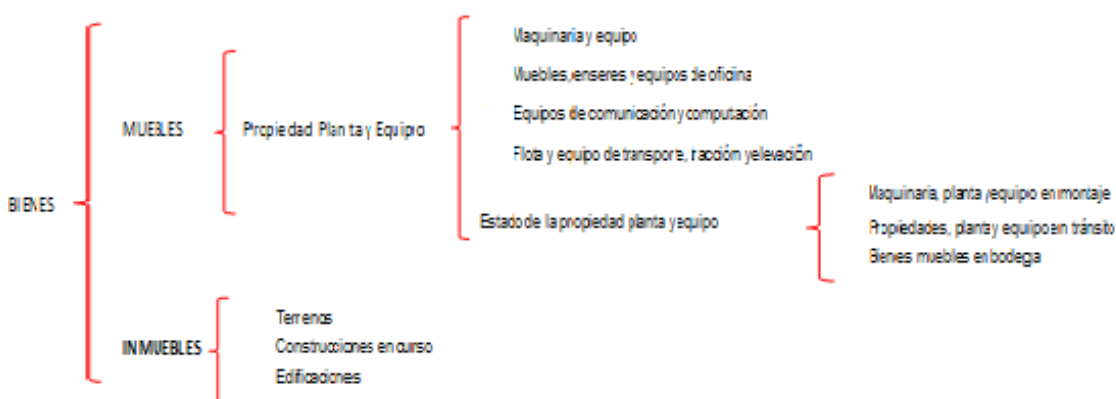 Maquinaria y equipo
Muebles, enseres y equipos de oficina
MUEBLES
Propiedad Planta y Equipo
Equipos de comunicación y computación
Flota y equipo de transporte, tracción y elevación
BIENES
Estado de la propiedad planta y equipo
Maquinaria, planta y equipo en montaje
Propiedades, planta y equipo en tránsito
Bienes muebles en bodega
INMUEBLES
Terrenos
Construcciones en curso
Edificaciones